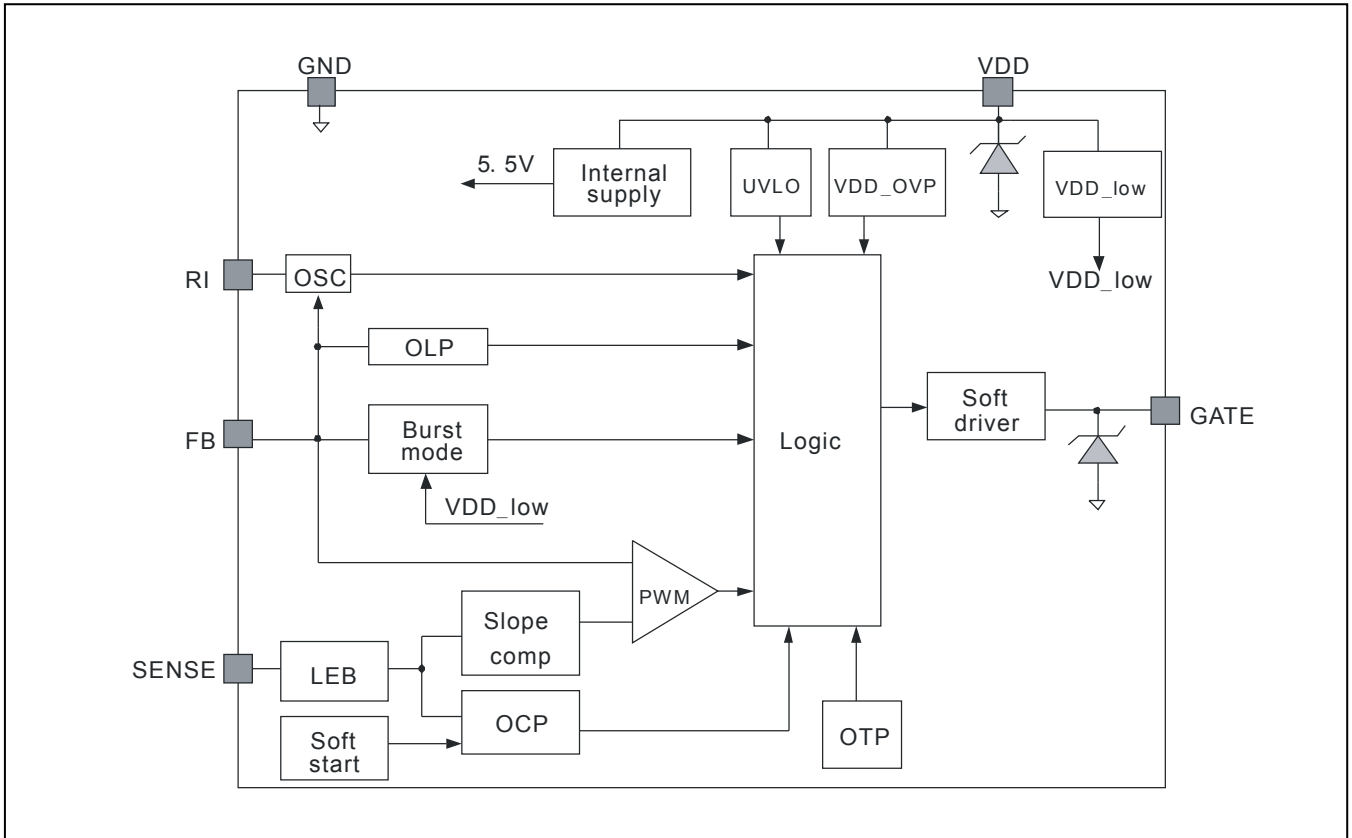 GND
VDD
5. 5V
Internal
supply
UVLO
VDD_OVP
VDD_low
RI
OSC
VDD_low
OLP
FB
Burst
mode
Logic
Soft
driver
GATE
VDD_low
PWM
Slope
comp
SENSE
LEB
OCP
Soft
start
OTP